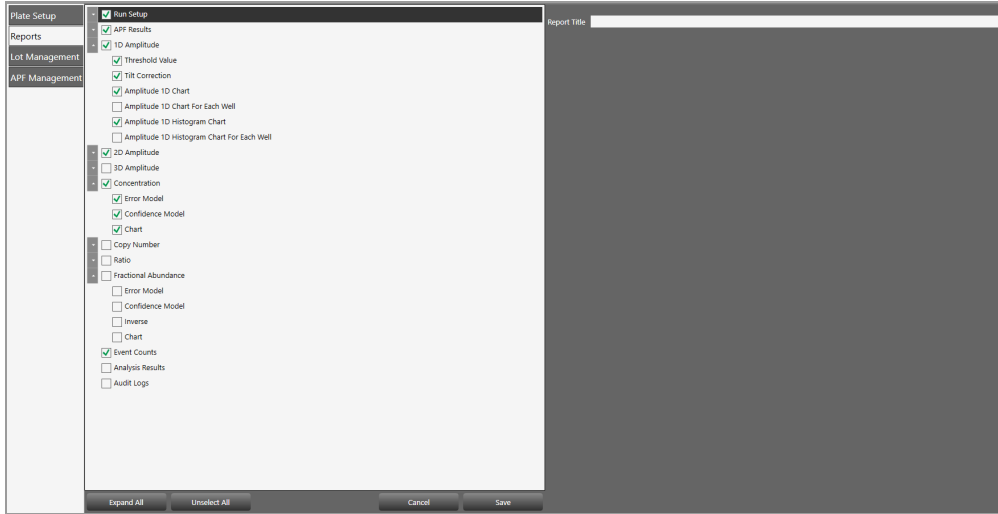 Plate Setup
Reports
Lot Management
APF Management
Run Setup
APF Results
1D Amplitude
Threshold Value
Tilt Correction
Amplitude 1D Chart
Amplitude 1D Chart For Each Well
Amplitude 1D Histogram Chart
Amplitude 1D Histogram Chart For Each Well
2D Amplitude
3D Amplitude
Concentration
Error Model
Confidence Model
Chart
Copy Number
Ratio
Fractional Abundance
Error Model
Confidence Model
Inverse
Chart
Event Counts
Analysis Results
Audit Logs
Expand All Unselect All Cancel Save
Report Title